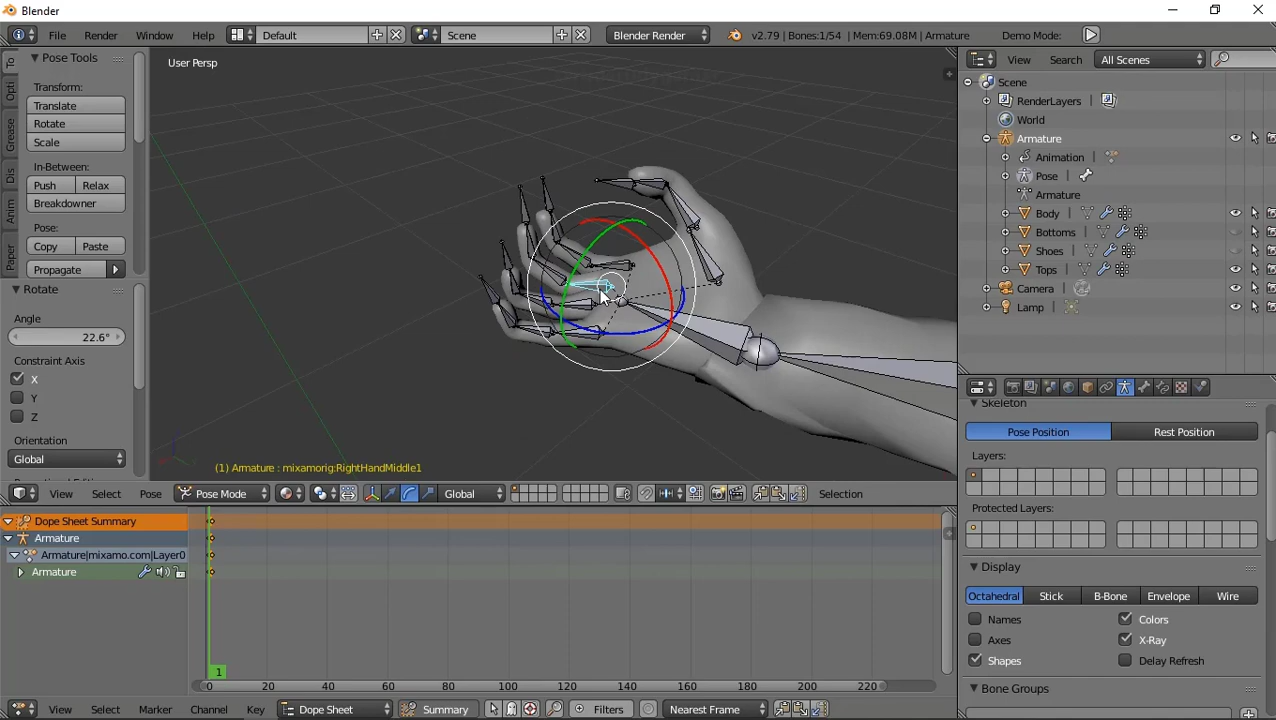 Blender
File Render Window Help Default Scene Blender Render v2.79 | Bones:1/54 | Mem:69.08M | Armature Demo Mode:
To
Opti
Grease
Dis
Anim
Paper
Pose Tools
Transform:
Translate
Rotate
Scale
In-Between:
Push Relax
Breakdowner
Pose:
Copy Paste
Propagate
Rotate
Angle
22.6°
Constraint Axis
X
Y
Z
Orientation
Global
User Persp
(1) Armature : mixamorig:RightHandMiddle1
View Select Pose Pose Mode Global Selection
View Search All Scenes
Scene
RenderLayers
World
Armature
Animation
Pose
Armature
Body
Bottoms
Shoes
Tops
Camera
Lamp
Skeleton
Pose Position Rest Position
Layers:
Protected Layers:
Display
Octahedral Stick B-Bone Envelope Wire
Names Colors
Axes X-Ray
Shapes Delay Refresh
Bone Groups
Dope Sheet Summary
Armature
Armature|mixamo.com|Layer0
Armature
1
0 20 40 60 80 100 120 140 160 180 200 220
View Select Marker Channel Key Dope Sheet Summary Filters Nearest Frame